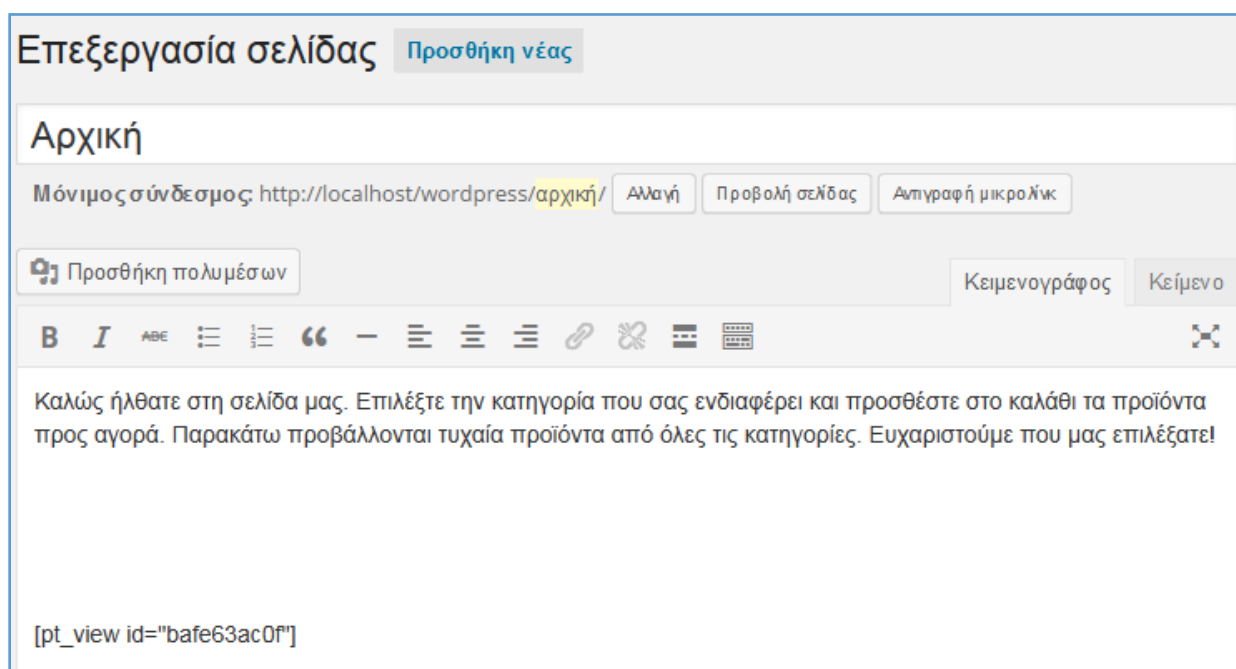 Επεξεργασία σελίδας Προσθήκη νέας
Αρχική
Μόνιμος σύνδεσμος: http://localhost/wordpress/αρχική/ Αλλαγή Προβολή σελίδας Αντιγραφή μικρολίνκ
Προσθήκη πολυμέσων
Κειμενογράφος Κείμενο
B I ABE
Καλώς ήλθατε στη σελίδα μας. Επιλέξτε την κατηγορία που σας ενδιαφέρει και προσθέστε στο καλάθι τα προϊόντα
προς αγορά. Παρακάτω προβάλλονται τυχαία προϊόντα από όλες τις κατηγορίες. Ευχαριστούμε που μας επιλέξατε!
[pt_view id="bafe63ac0f"]